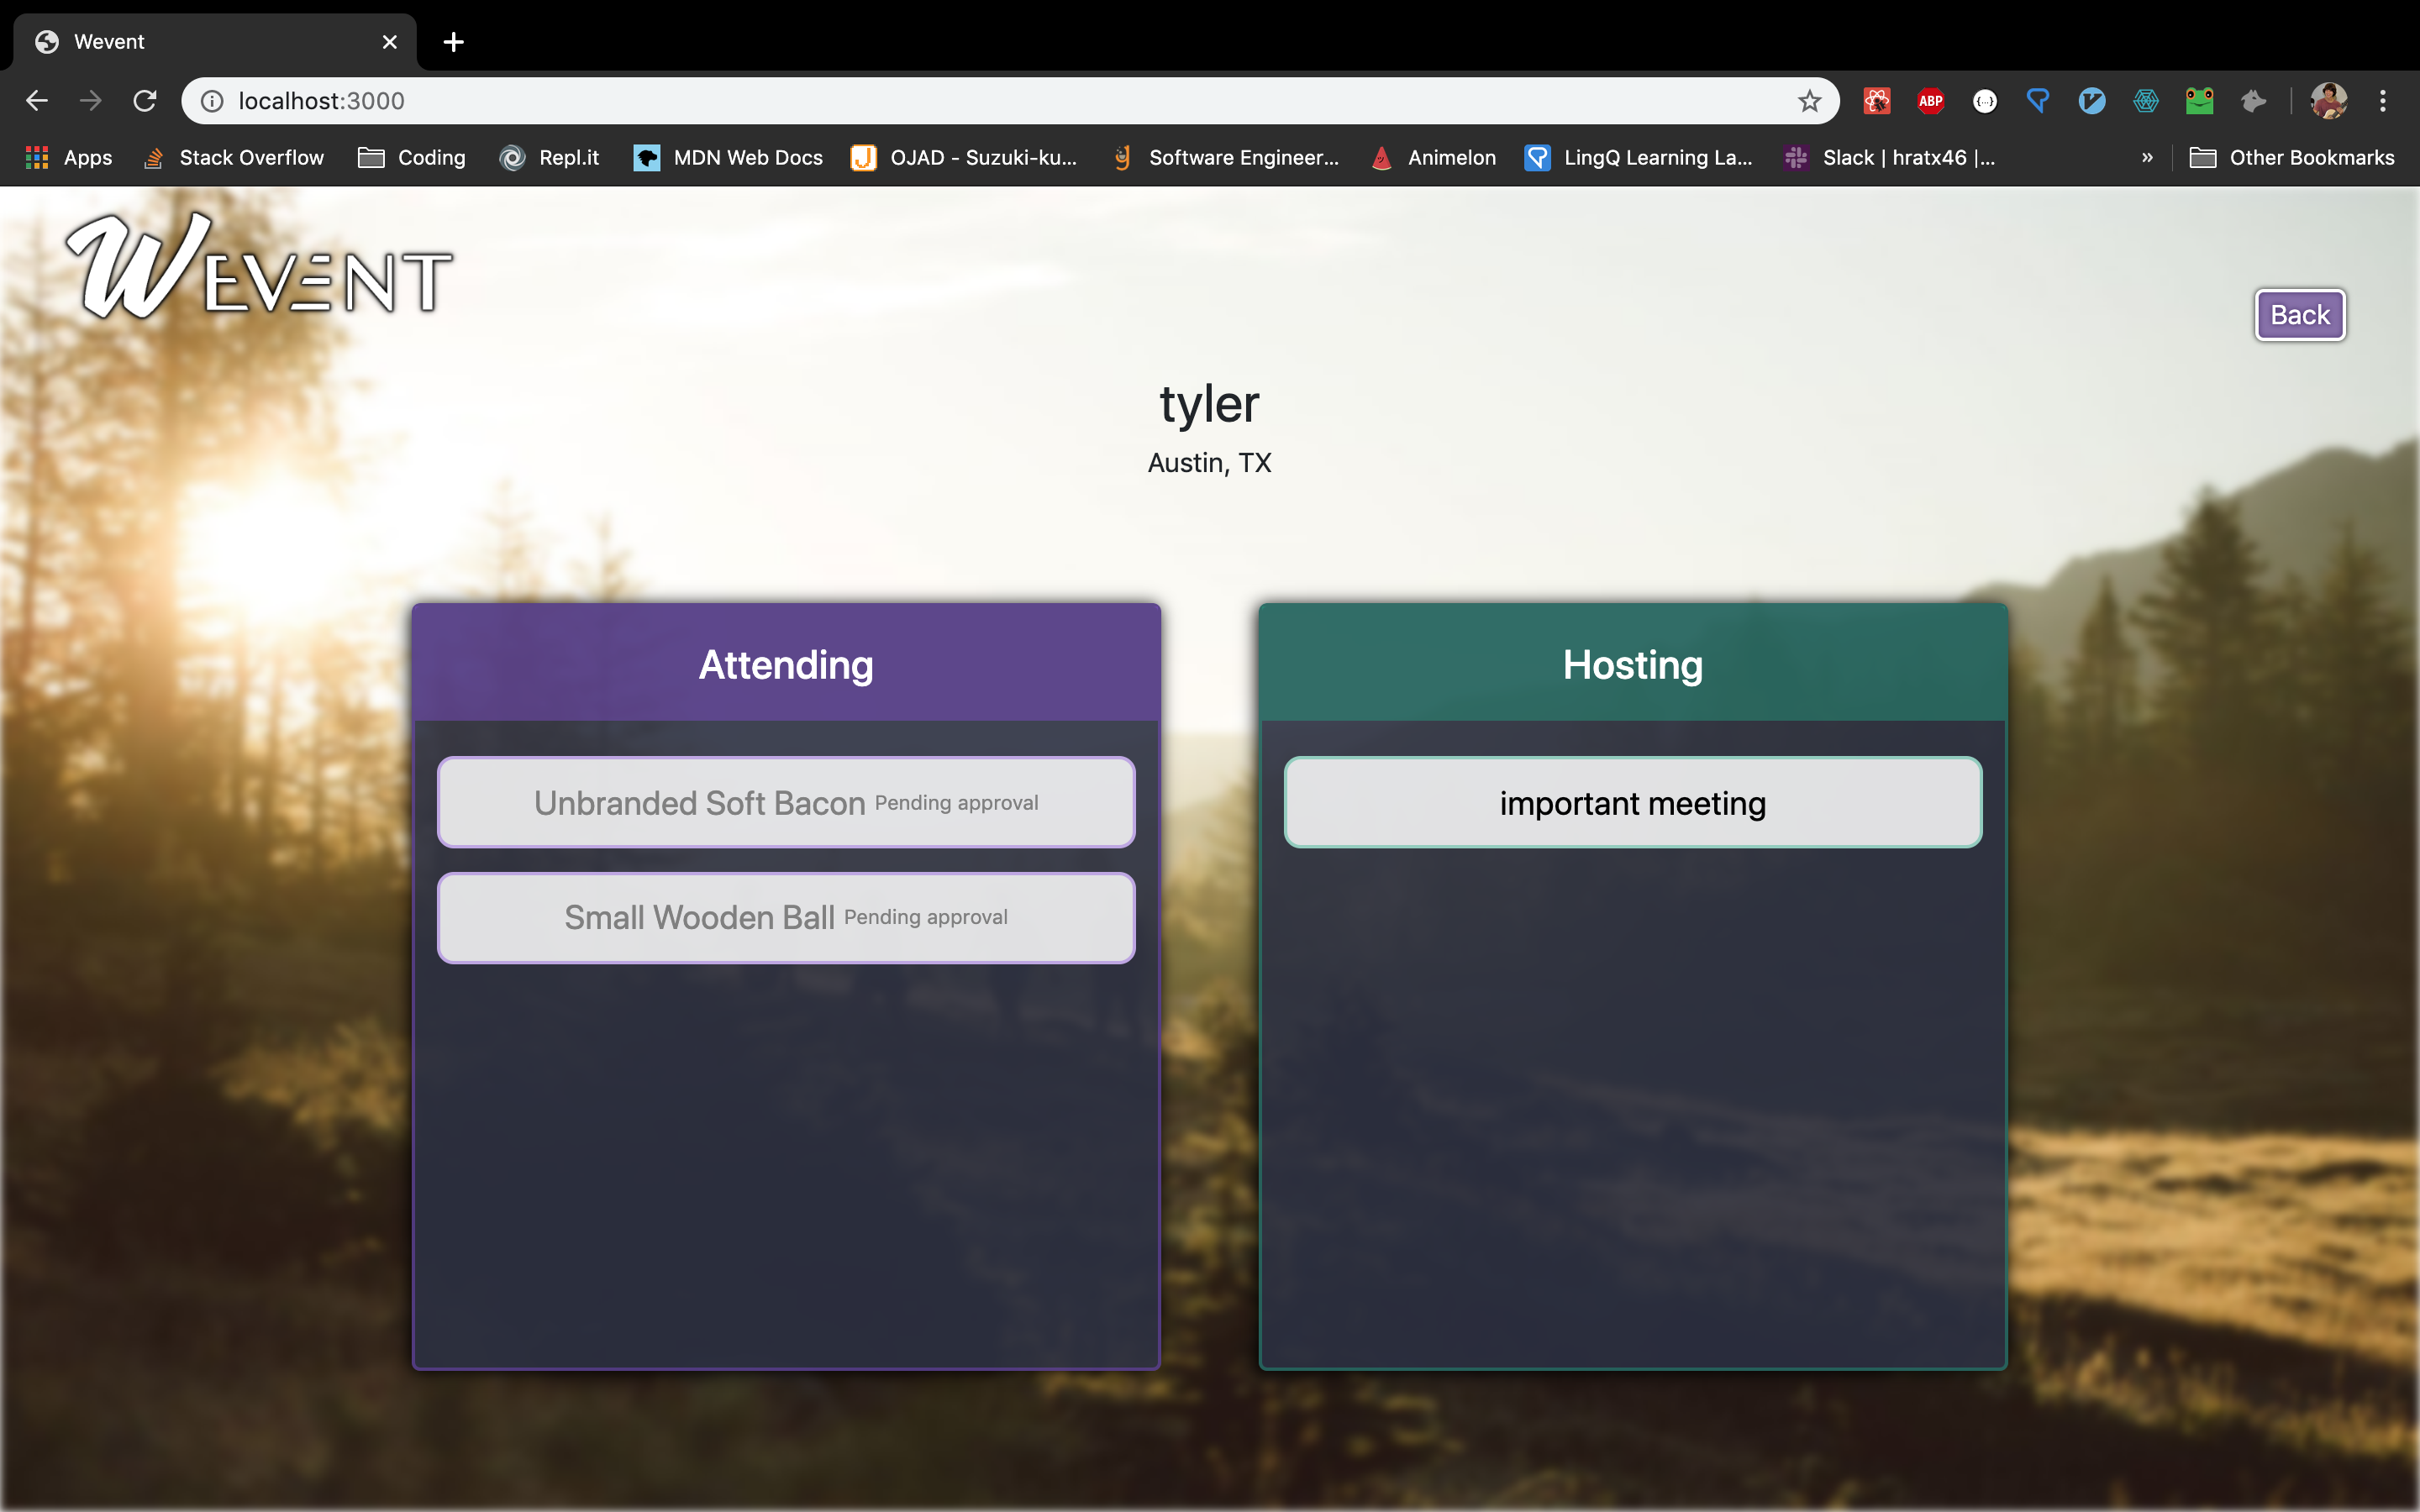 Wevent
localhost:3000
ABP
{...}
Apps
Stack Overflow
Coding
Repl.it
MDN Web Docs
OJAD - Suzuki-ku...
Software Engineer...
Animelon
LingQ Learning La...
Slack | hratx46 |...
»
Other Bookmarks
WEVENT
Back
tyler
Austin, TX
Attending
Hosting
Unbranded Soft Bacon Pending approval
important meeting
Small Wooden Ball Pending approval